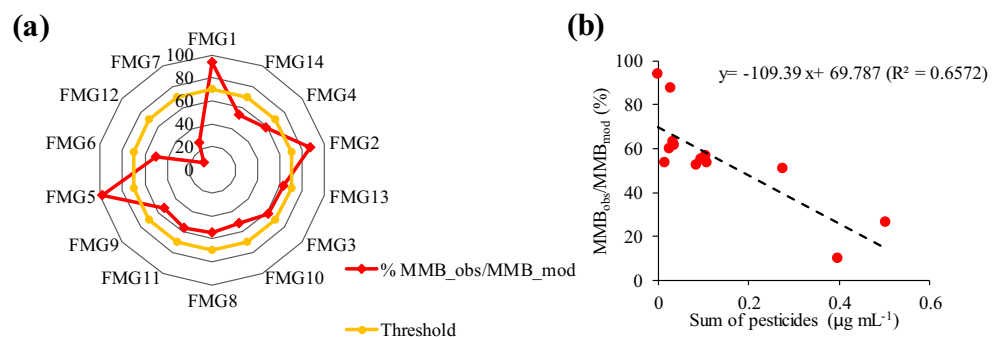 (a)
FMG1
FMG14
FMG4
FMG2
FMG13
FMG3
FMG10
FMG8
FMG11
FMG9
FMG5
FMG6
FMG12
FMG7
100
80
60
40
20
0
% MMB_obs/MMB_mod
Threshold
(b)
y= -109.39 x+ 69.787 (R² = 0.6572)
MMBobs/MMBmod (%)
100
80
60
40
20
0
0
0.2
0.4
0.6
Sum of pesticides (µg mL⁻¹)